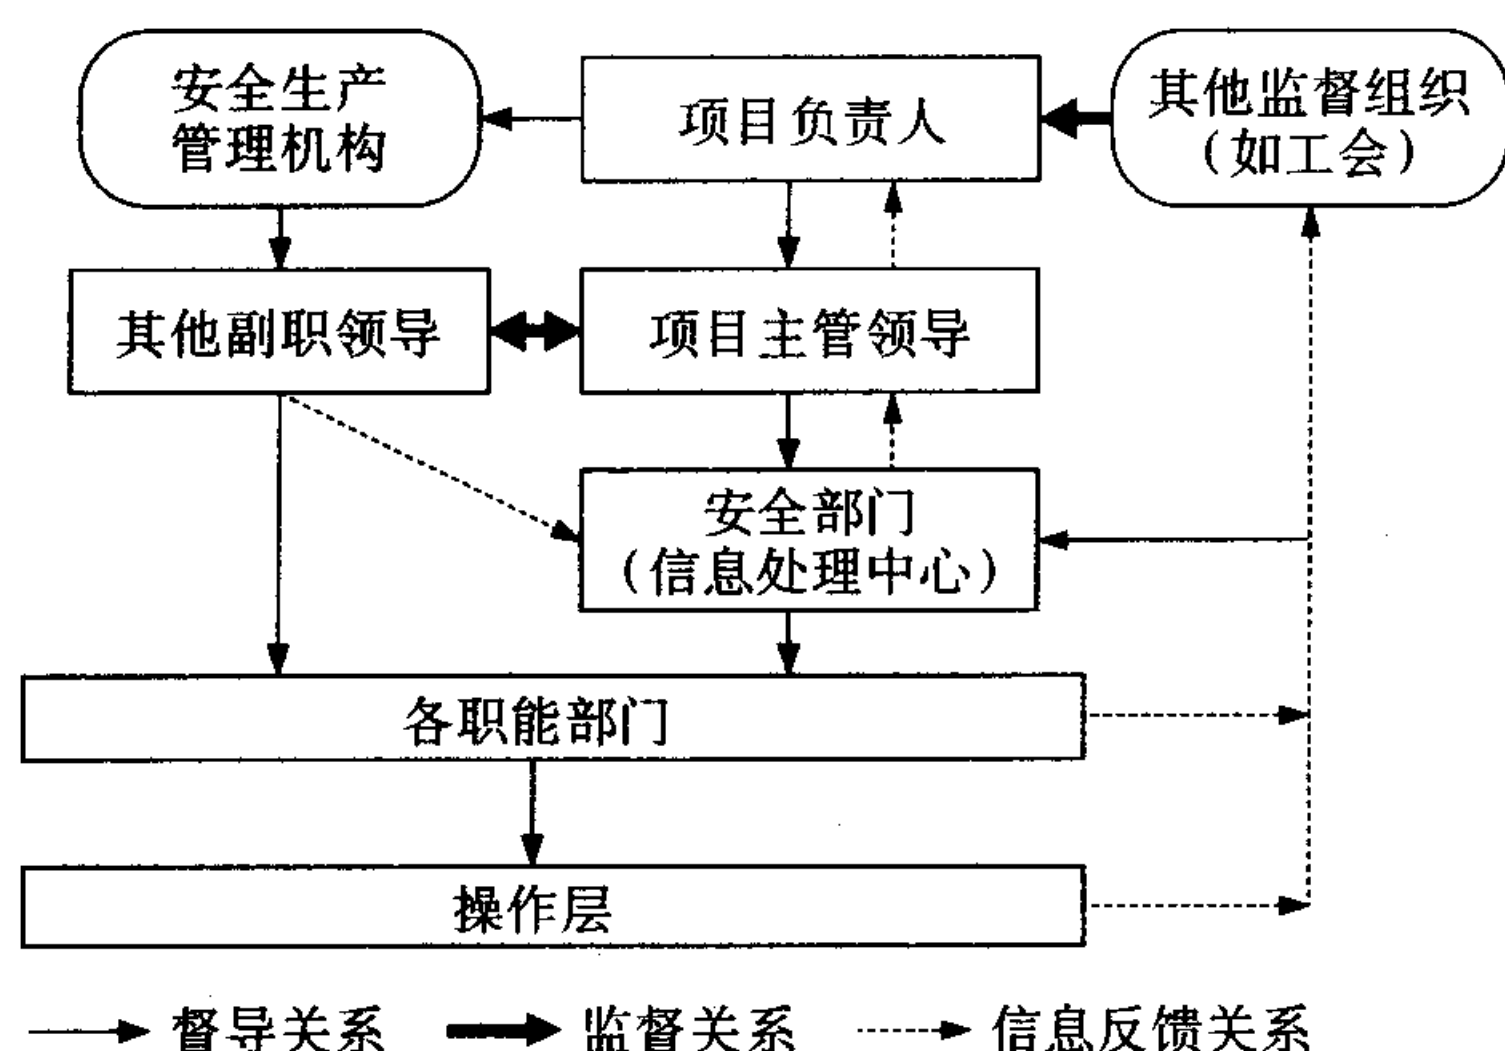 安全生产
管理机构
项目负责人
其他监督组织
（如工会）
其他副职领导
项目主管领导
安全部门
（信息处理中心）
各职能部门
操作层
督导关系
监督关系
信息反馈关系